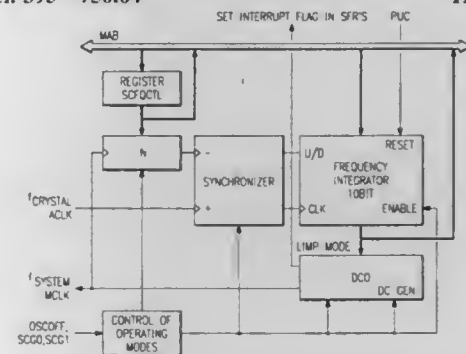 SET INTERRUPT FLAG IN SFR'S
PUC
MAB
REGISTER
SCFQCTL
RESET
U/D
FREQUENCY
INTEGRATOR
10BIT
CLK
ENABLE
-
SYNCHRONIZER
+
fCRYSTAL
ACLK
LIMP MODE
DCO
DC GEN
fSYSTEM
MCLK
OSCOFF,
SCG0,SCG1
CONTROL OF
OPERATING
MODES